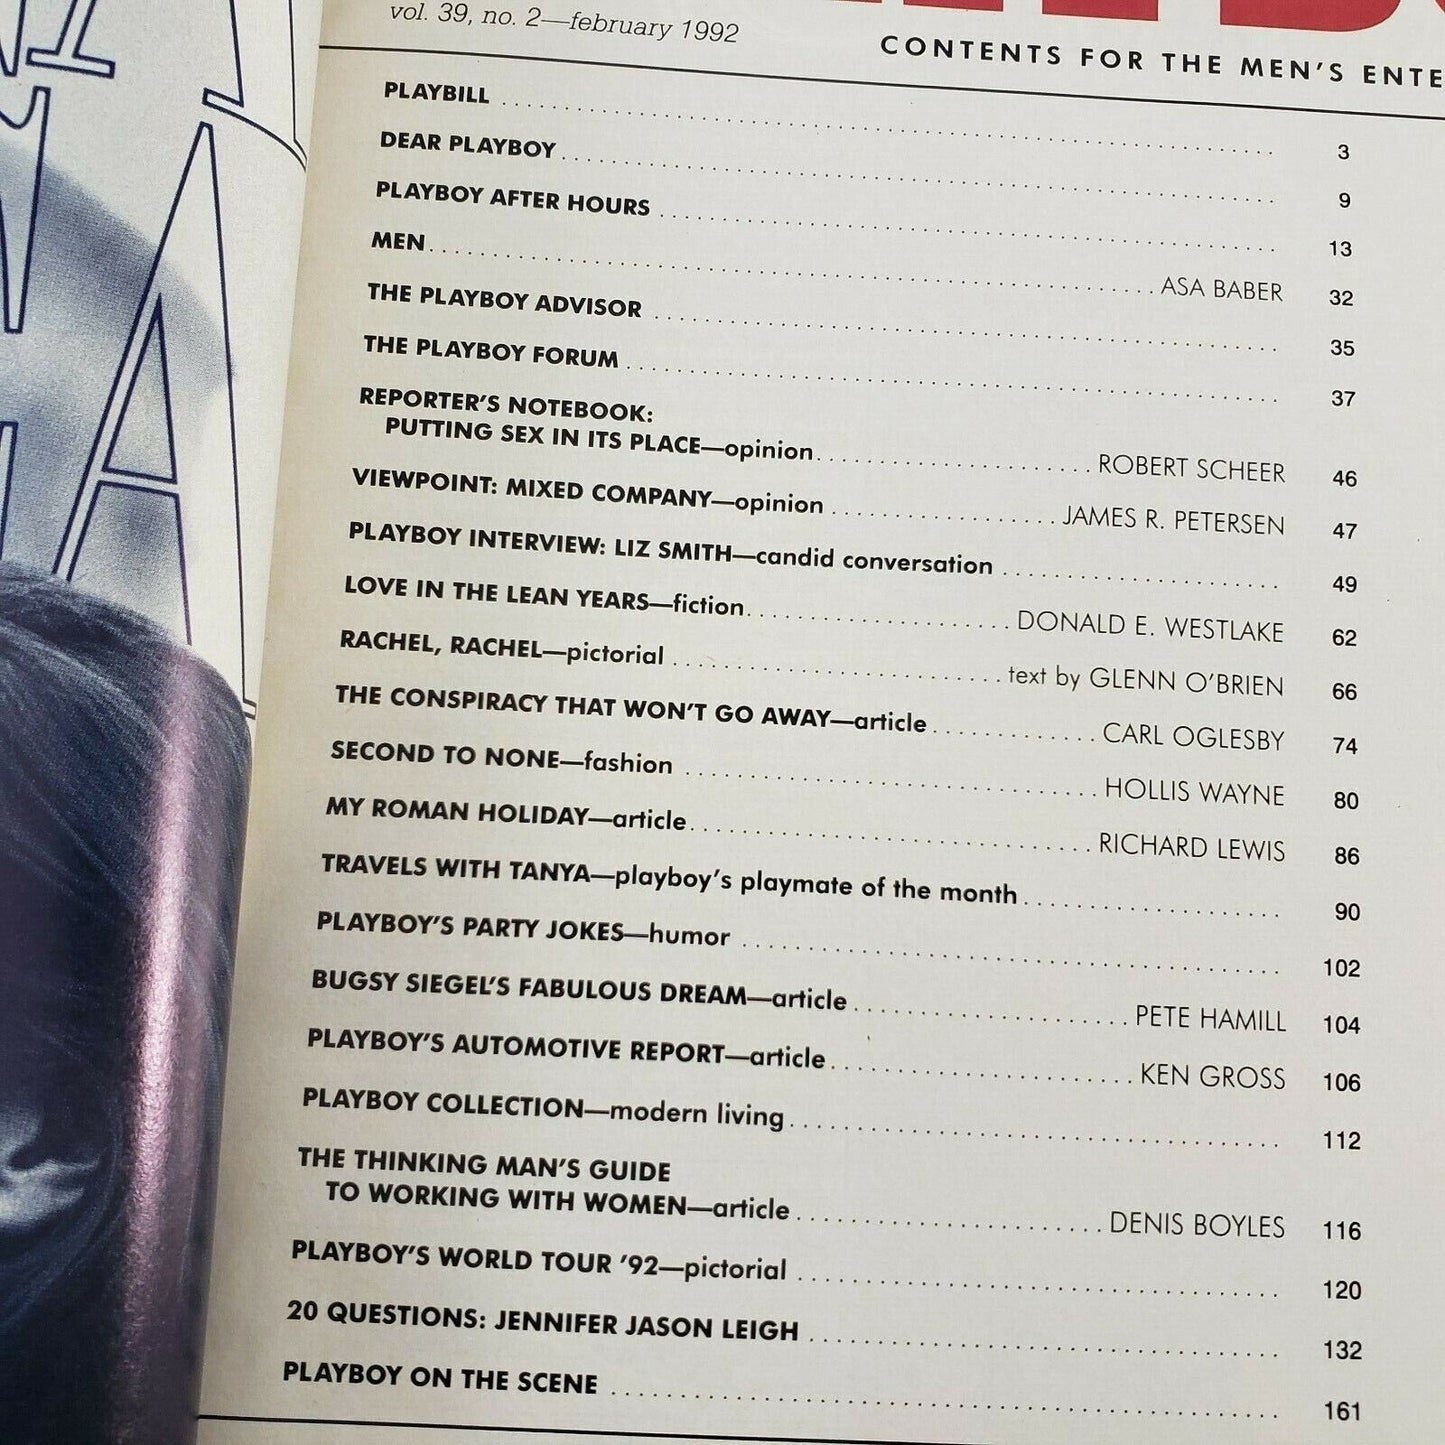 vol. 39, no. 2—february 1992
CONTENTS FOR THE MEN'S
PLAYBILL 3
DEAR PLAYBOY 9
PLAYBOY AFTER HOURS 13
MEN ASA BABER 32
THE PLAYBOY ADVISOR 35
THE PLAYBOY FORUM 37
REPORTER'S NOTEBOOK:
PUTTING SEX IN ITS PLACE—opinion ROBERT SCHEER 46
VIEWPOINT: MIXED COMPANY—opinion JAMES R. PETERSEN 47
PLAYBOY INTERVIEW: LIZ SMITH—candid conversation 49
LOVE IN THE LEAN YEARS—fiction DONALD E. WESTLAKE 62
RACHEL, RACHEL—pictorial text by GLENN O'BRIEN 66
THE CONSPIRACY THAT WON'T GO AWAY—article CARL OGLESBY 74
SECOND TO NONE—fashion HOLLIS WAYNE 80
MY ROMAN HOLIDAY—article RICHARD LEWIS 86
TRAVELS WITH TANYA—playboy's playmate of the month 90
PLAYBOY'S PARTY JOKES—humor 102
BUGSY SIEGEL'S FABULOUS DREAM—article PETE HAMILL 104
PLAYBOY'S AUTOMOTIVE REPORT—article KEN GROSS 106
PLAYBOY COLLECTION—modern living 112
THE THINKING MAN'S GUIDE
TO WORKING WITH WOMEN—article DENIS BOYLES 116
PLAYBOY'S WORLD TOUR '92—pictorial 120
20 QUESTIONS: JENNIFER JASON LEIGH 132
PLAYBOY ON THE SCENE 161